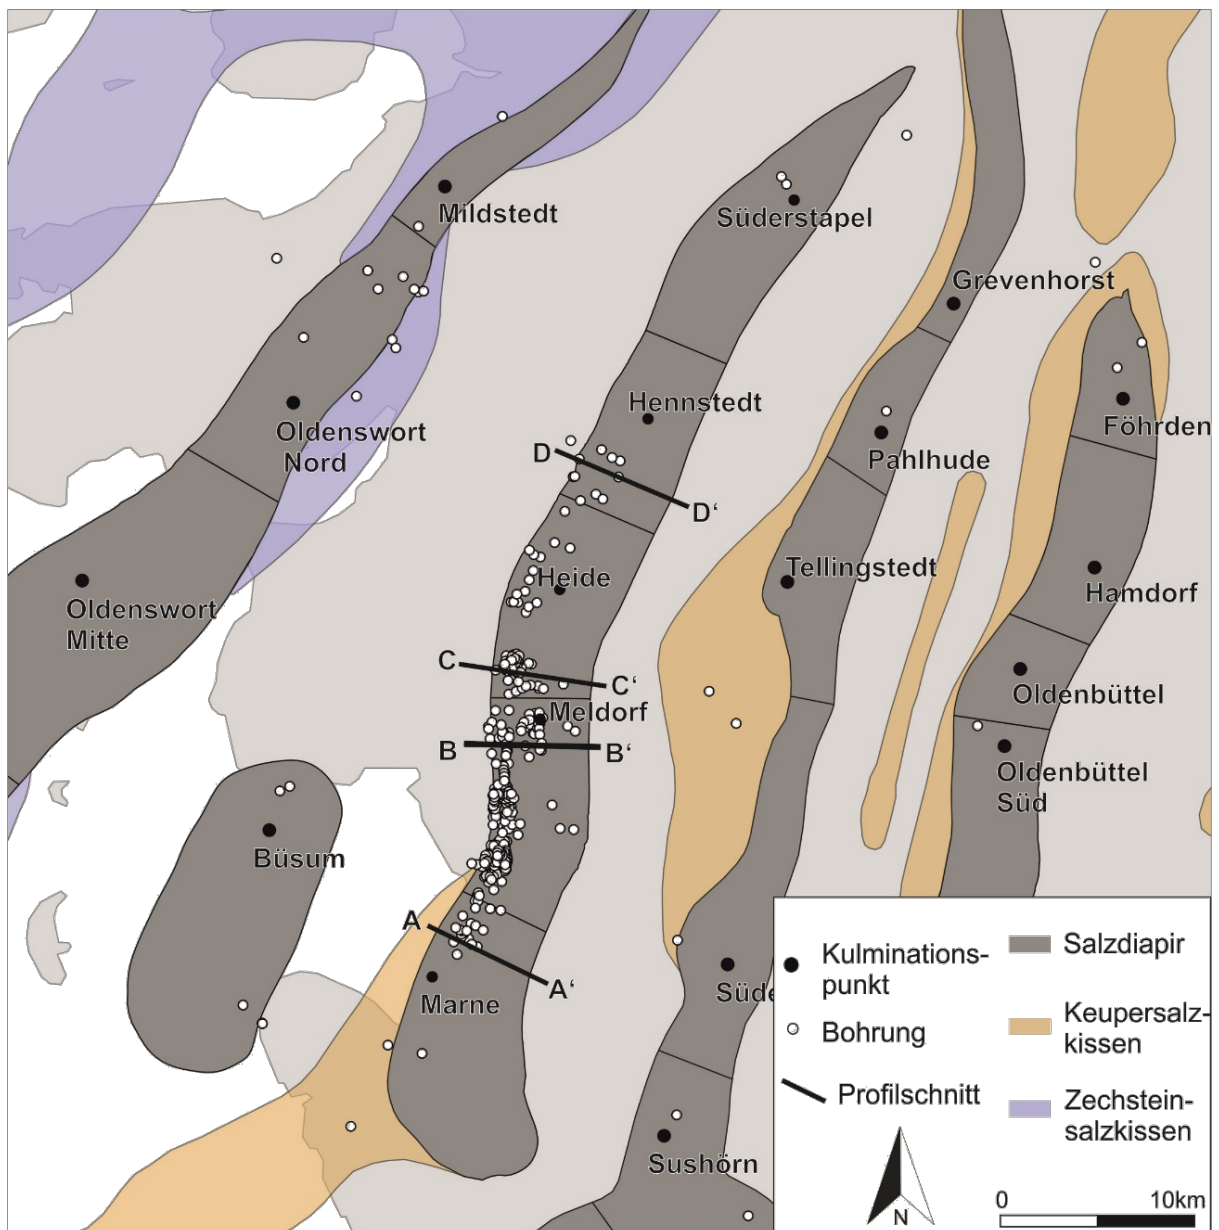 Mildstedt
Süderstapel
Grevenhorst
Hennstedt
Föhrden
Oldenswort
Nord
D
Pahlhude
D‘
Tellingstedt
Heide
Hamdorf
Oldenswort
Mitte
C
C‘
Oldenbüttel
Meldorf
B
B‘
Oldenbüttel
Süd
Büsum
A
A‘
Marne
Süde
Sushörn
Kulminations-
punkt
Bohrung
Profilschnitt
Salzdiapir
Keupersalz-
kissen
Zechstein-
salzkissen
N
0 10km